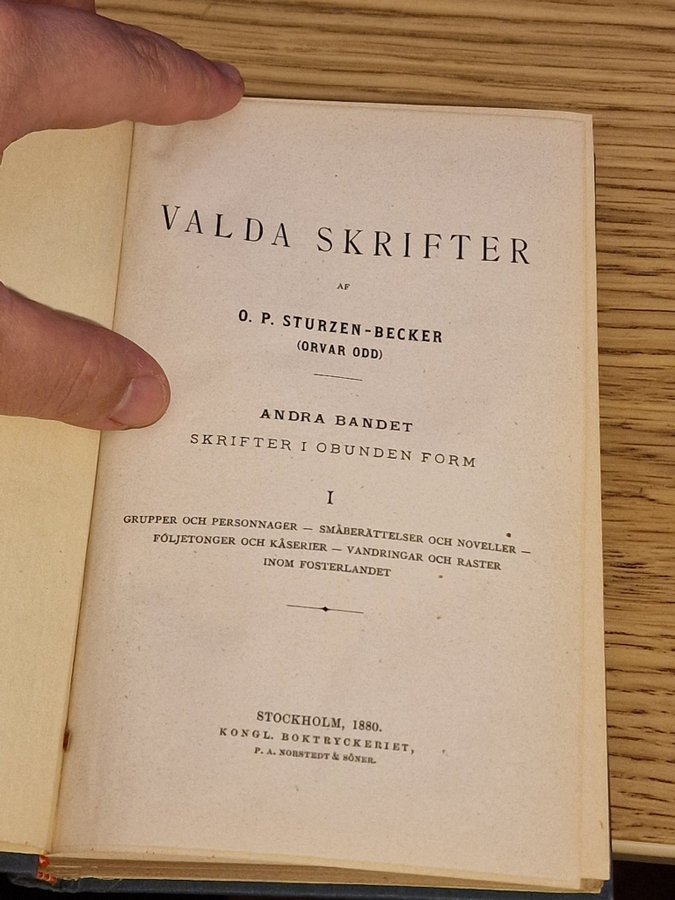 VALDA SKRIFTER
AF
O. P. STURZEN-BECKER
(ORVAR ODD)
ANDRA BANDET
SKRIFTER I OBUNDEN FORM
I
GRUPPER OCH PERSONNAGER — SMÅBERÄTTELSER OCH NOVELLER —
FÖLJETONGER OCH KÅSERIER — VANDRINGAR OCH RASTER
INOM FOSTERLANDET
STOCKHOLM, 1880.
KONGL. BOKTRYCKERIET,
P. A. NORSTEDT & SÖNER.